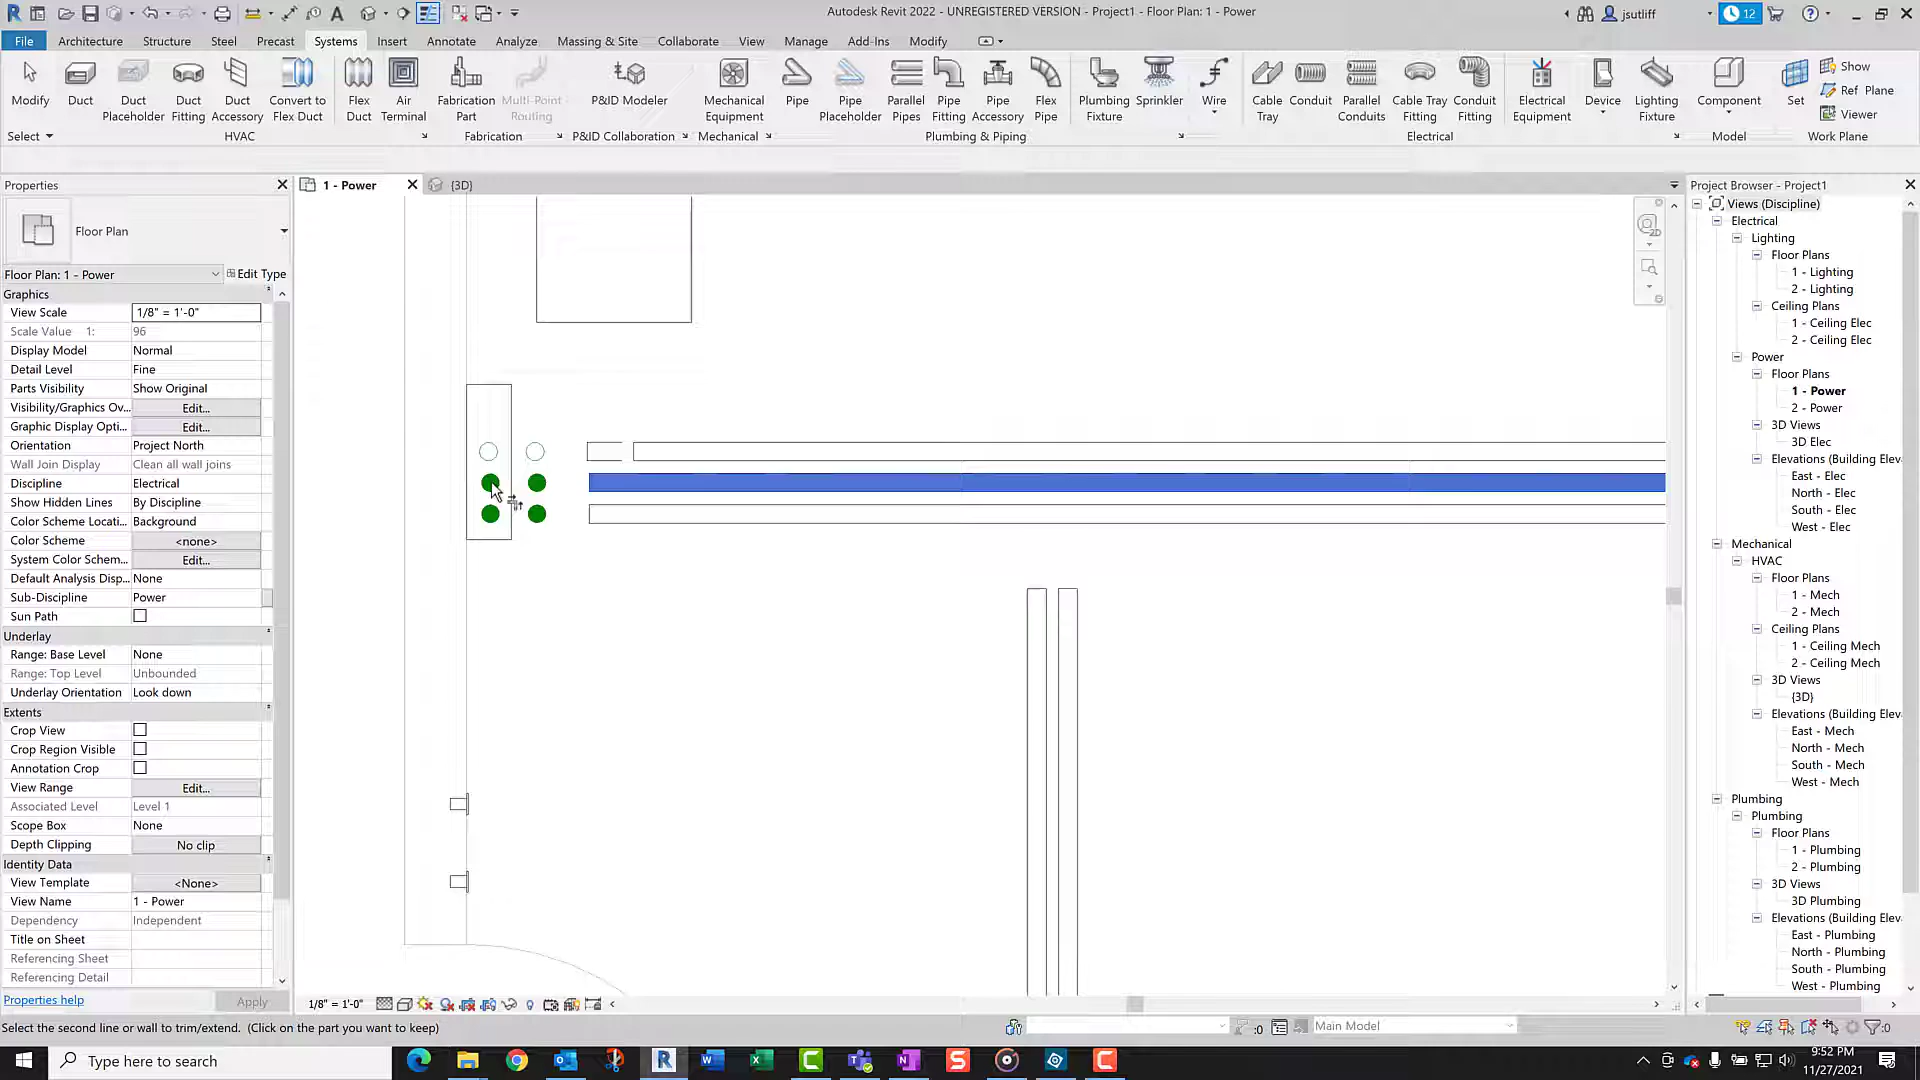 Autodesk Revit 2022 - UNREGISTERED VERSION - Project1 - Floor Plan: 1 - Power
jsutliff
12
File Architecture Structure Steel Precast Systems Insert Annotate Analyze Massing & Site Collaborate View Manage Add-Ins Modify
Modify
Duct
Duct Placeholder
Duct Fitting
Duct Accessory
Convert to Flex Duct
Flex Duct
Air Terminal
Fabrication Part
Multi-Point Routing
P&ID Modeler
Mechanical Equipment
Pipe
Pipe Placeholder
Parallel Pipes
Pipe Fitting
Pipe Accessory
Flex Pipe
Plumbing Fixture
Sprinkler
Wire
Cable Tray
Conduit
Parallel Conduits
Cable Tray Fitting
Conduit Fitting
Electrical Equipment
Device
Lighting Fixture
Component
Set
Show
Ref Plane
Viewer
Select HVAC Fabrication P&ID Collaboration Mechanical Plumbing & Piping Electrical Model Work Plane
Properties
1 - Power
{3D}
Project Browser - Project1
Floor Plan
Floor Plan: 1 - Power
Edit Type
Graphics
View Scale 1/8" = 1'-0"
Scale Value 1: 96
Display Model Normal
Detail Level Fine
Parts Visibility Show Original
Visibility/Graphics Ov... Edit...
Graphic Display Opti... Edit...
Orientation Project North
Wall Join Display Clean all wall joins
Discipline Electrical
Show Hidden Lines By Discipline
Color Scheme Locati... Background
Color Scheme <none>
System Color Schem... Edit...
Default Analysis Disp... None
Sub-Discipline Power
Sun Path
Underlay
Range: Base Level None
Range: Top Level Unbounded
Underlay Orientation Look down
Extents
Crop View
Crop Region Visible
Annotation Crop
View Range Edit...
Associated Level Level 1
Scope Box None
Depth Clipping No clip
Identity Data
View Template <None>
View Name 1 - Power
Dependency Independent
Title on Sheet
Referencing Sheet
Referencing Detail
Properties help
Apply
Views (Discipline)
Electrical
Lighting
Floor Plans
1 - Lighting
2 - Lighting
Ceiling Plans
1 - Ceiling Elec
2 - Ceiling Elec
Power
Floor Plans
1 - Power
2 - Power
3D Views
3D Elec
Elevations (Building Elev
East - Elec
North - Elec
South - Elec
West - Elec
Mechanical
HVAC
Floor Plans
1 - Mech
2 - Mech
Ceiling Plans
1 - Ceiling Mech
2 - Ceiling Mech
3D Views
{3D}
Elevations (Building Elev
East - Mech
North - Mech
South - Mech
West - Mech
Plumbing
Plumbing
Floor Plans
1 - Plumbing
2 - Plumbing
3D Views
3D Plumbing
Elevations (Building Elev
East - Plumbing
North - Plumbing
South - Plumbing
West - Plumbing
1/8" = 1'-0"
Select the second line or wall to trim/extend. (Click on the part you want to keep)
:0
Main Model
:0
Type here to search
9:52 PM
11/27/2021